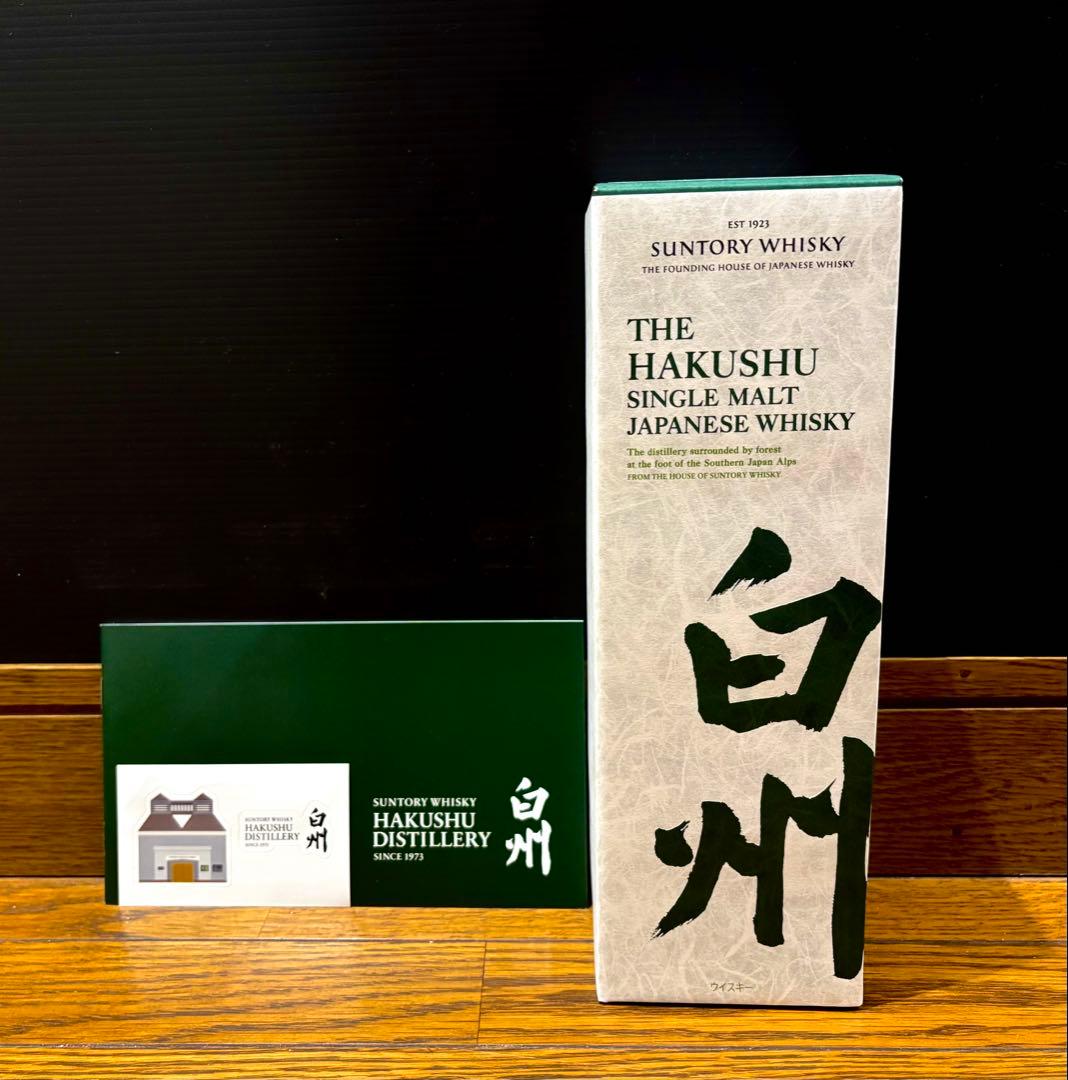 EST 1923
SUNTORY WHISKY
THE FOUNDING HOUSE OF JAPANESE WHISKY
THE
HAKUSHU
SINGLE MALT
JAPANESE WHISKY
The distillery surrounded by forest
at the foot of the Southern Japan Alps
FROM THE HOUSE OF SUNTORY WHISKY
白州
ウイスキー
SUNTORY WHISKY
HAKUSHU
DISTILLERY
SINCE 1973
白州
SUNTORY WHISKY
HAKUSHU
DISTILLERY
SINCE 1973
白州